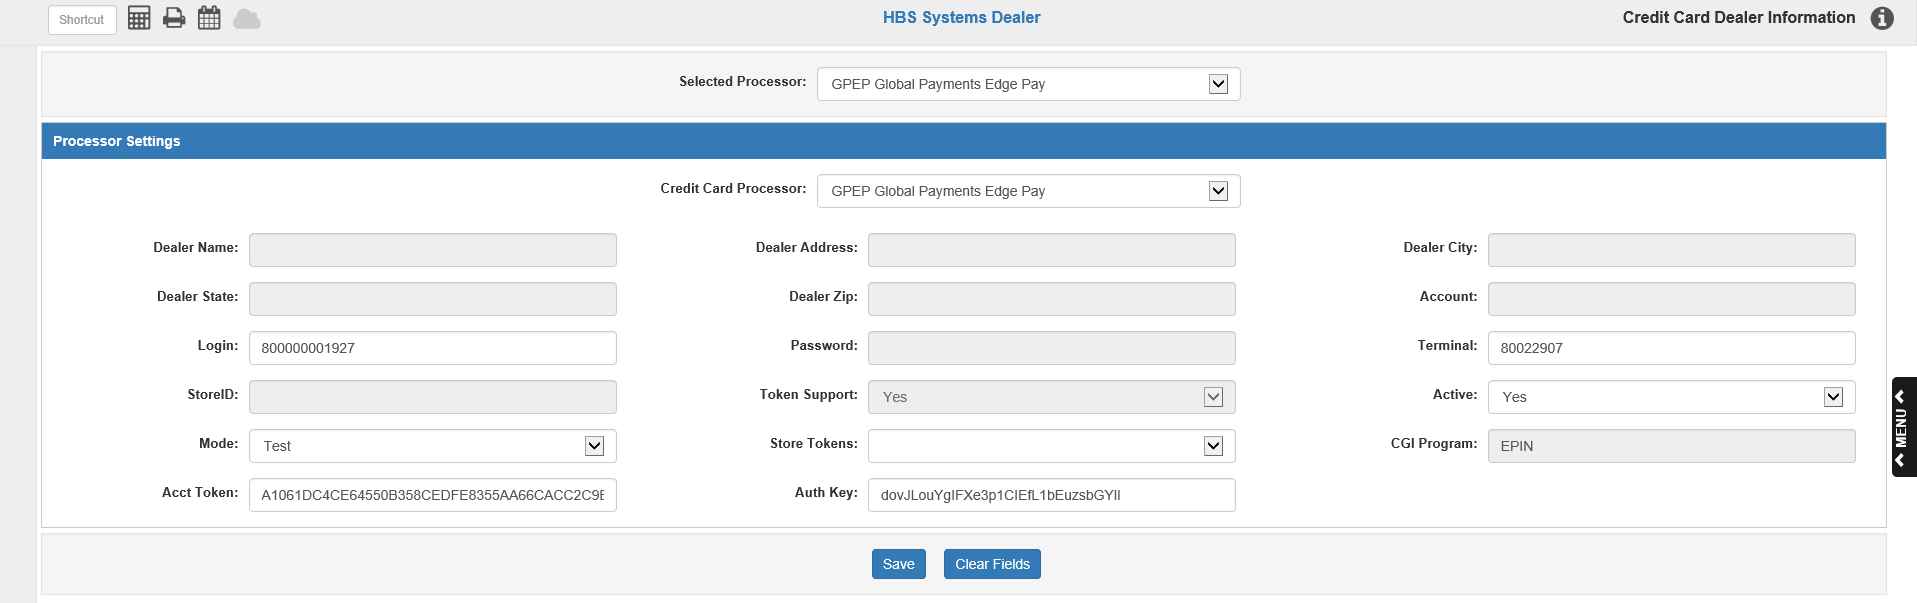 Shortcut
HBS Systems Dealer
Credit Card Dealer Information
Selected Processor: GPEP Global Payments Edge Pay
Processor Settings
Credit Card Processor: GPEP Global Payments Edge Pay
Dealer Name: Dealer Address: Dealer City:
Dealer State: Dealer Zip: Account:
Login: 800000001927 Password: Terminal: 80022907
StoreID: Token Support: Yes Active: Yes
Mode: Test Store Tokens: CGI Program: EPIN
Acct Token: A1061DC4CE64550B358CEDFE8355AA66CACC2C9E Auth Key: dovJLouYgIFXe3p1CIEfL1bEuzsbGYIl
MENU
Save Clear Fields